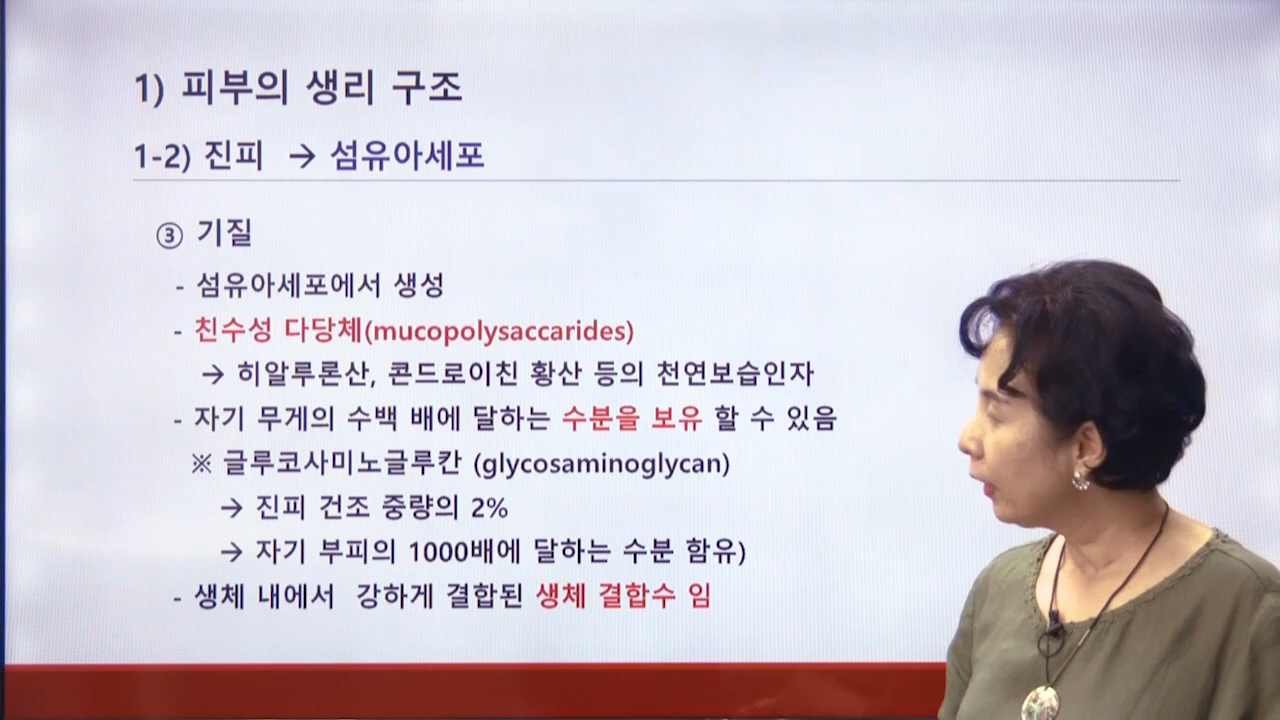 1) 피부의 생리 구조
1-2) 진피 → 섬유아세포
③ 기질
- 섬유아세포에서 생성
- 친수성 다당체(mucopolysaccarides)
→ 히알루론산, 콘드로이친 황산 등의 천연보습인자
- 자기 무게의 수백 배에 달하는 수분을 보유 할 수 있음
※ 글루코사미노글루칸 (glycosaminoglycan)
→ 진피 건조 중량의 2%
→ 자기 부피의 1000배에 달하는 수분 함유)
- 생체 내에서 강하게 결합된 생체 결합수 임